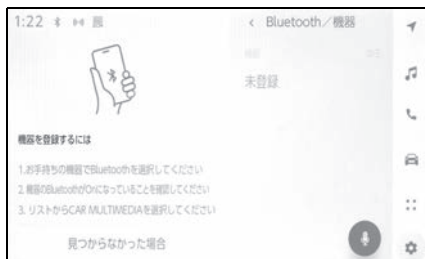 1:22
Bluetooth／機器
未登録
機器を登録するには
1.お手持ちの機器でBluetoothを選択してください
2. 機器のBluetoothがOnになっていることを確認してください
3. リストからCAR MULTIMEDIAを選択してください
見つからなかった場合